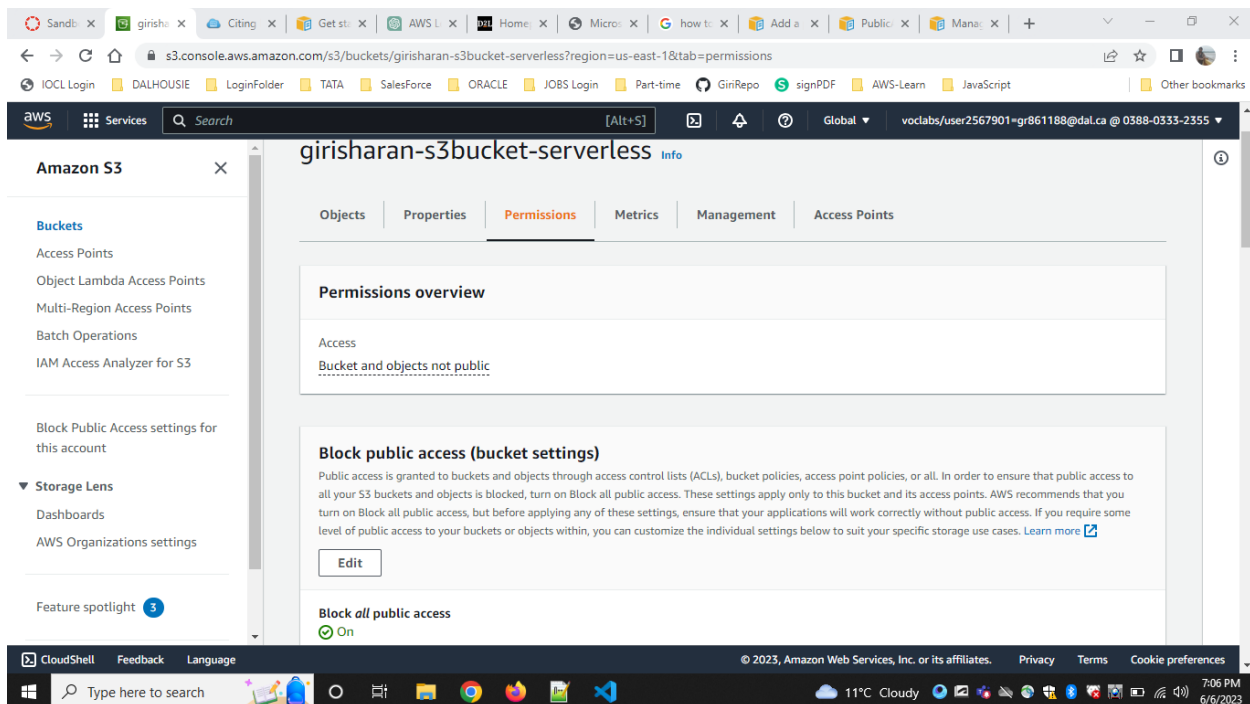 Sandb
girisha
Citing
Get sta
AWS L
DZL
Home
Micros
G
how to
Add a
Public
Manag
s3.console.aws.amazon.com/s3/buckets/girisharan-s3bucket-serverless?region=us-east-1&tab=permissions
IOCL Login
DALHOUSIE
LoginFolder
TATA
SalesForce
ORACLE
JOBS Login
Part-time
GiriRepo
signPDF
AWS-Learn
JavaScript
Other bookmarks
aws
Services
Search
[Alt+S]
Global
voclabs/user2567901=gr861188@dal.ca @ 0388-0333-2355
Amazon S3
Buckets
Access Points
Object Lambda Access Points
Multi-Region Access Points
Batch Operations
IAM Access Analyzer for S3
Block Public Access settings for
this account
Storage Lens
Dashboards
AWS Organizations settings
Feature spotlight 3
girisharan-s3bucket-serverless Info
Objects
Properties
Permissions
Metrics
Management
Access Points
Permissions overview
Access
Bucket and objects not public
Block public access (bucket settings)
Public access is granted to buckets and objects through access control lists (ACLs), bucket policies, access point policies, or all. In order to ensure that public access to
all your S3 buckets and objects is blocked, turn on Block all public access. These settings apply only to this bucket and its access points. AWS recommends that you
turn on Block all public access, but before applying any of these settings, ensure that your applications will work correctly without public access. If you require some
level of public access to your buckets or objects within, you can customize the individual settings below to suit your specific storage use cases. Learn more
Edit
Block all public access
On
CloudShell
Feedback
Language
© 2023, Amazon Web Services, Inc. or its affiliates.
Privacy
Terms
Cookie preferences
Type here to search
11°C Cloudy
7:06 PM
6/6/2023